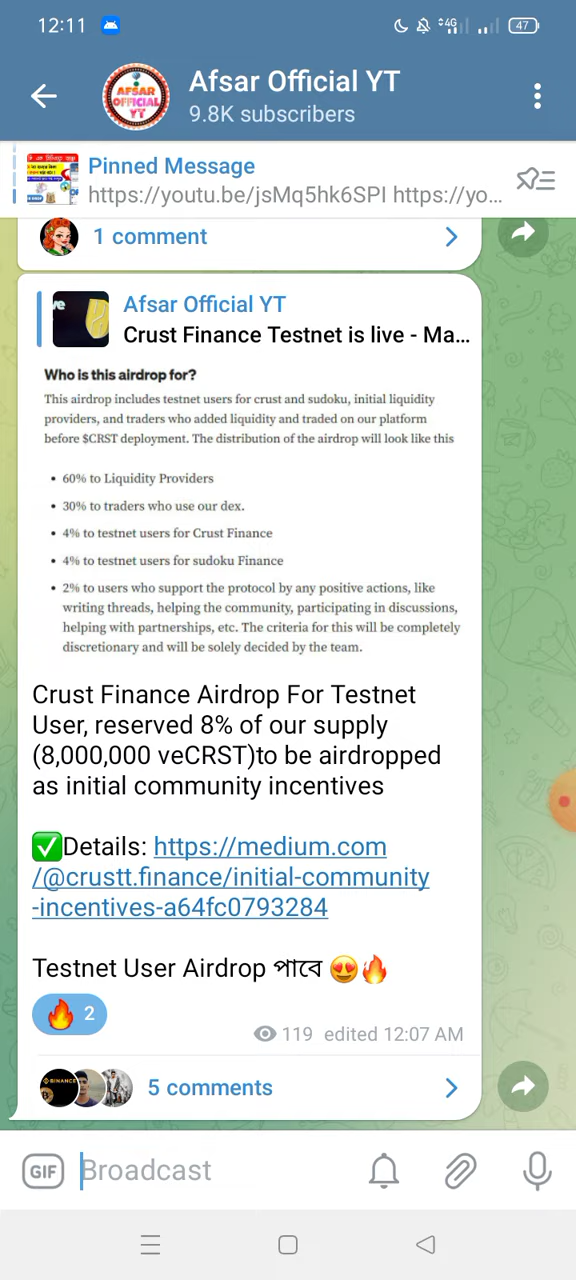 12:11
4G
47
AFSAR
OFFICIAL
YT
Afsar Official YT
9.8K subscribers
Pinned Message
https://youtu.be/jsMq5hk6SPI https://yo...
1 comment
ve
Afsar Official YT
Crust Finance Testnet is live - Ma...
Who is this airdrop for?
This airdrop includes testnet users for crust and sudoku, initial liquidity
providers, and traders who added liquidity and traded on our platform
before $CRST deployment. The distribution of the airdrop will look like this
• 60% to Liquidity Providers
• 30% to traders who use our dex.
• 4% to testnet users for Crust Finance
• 4% to testnet users for sudoku Finance
• 2% to users who support the protocol by any positive actions, like
writing threads, helping the community, participating in discussions,
helping with partnerships, etc. The criteria for this will be completely
discretionary and will be solely decided by the team.
Crust Finance Airdrop For Testnet
User, reserved 8% of our supply
(8,000,000 veCRST)to be airdropped
as initial community incentives
✅Details: https://medium.com
/@crustt.finance/initial-community
-incentives-a64fc0793284
Testnet User Airdrop পাবে 😍🔥
🔥 2
119 edited 12:07 AM
BINANCE
5 comments
GIF Broadcast